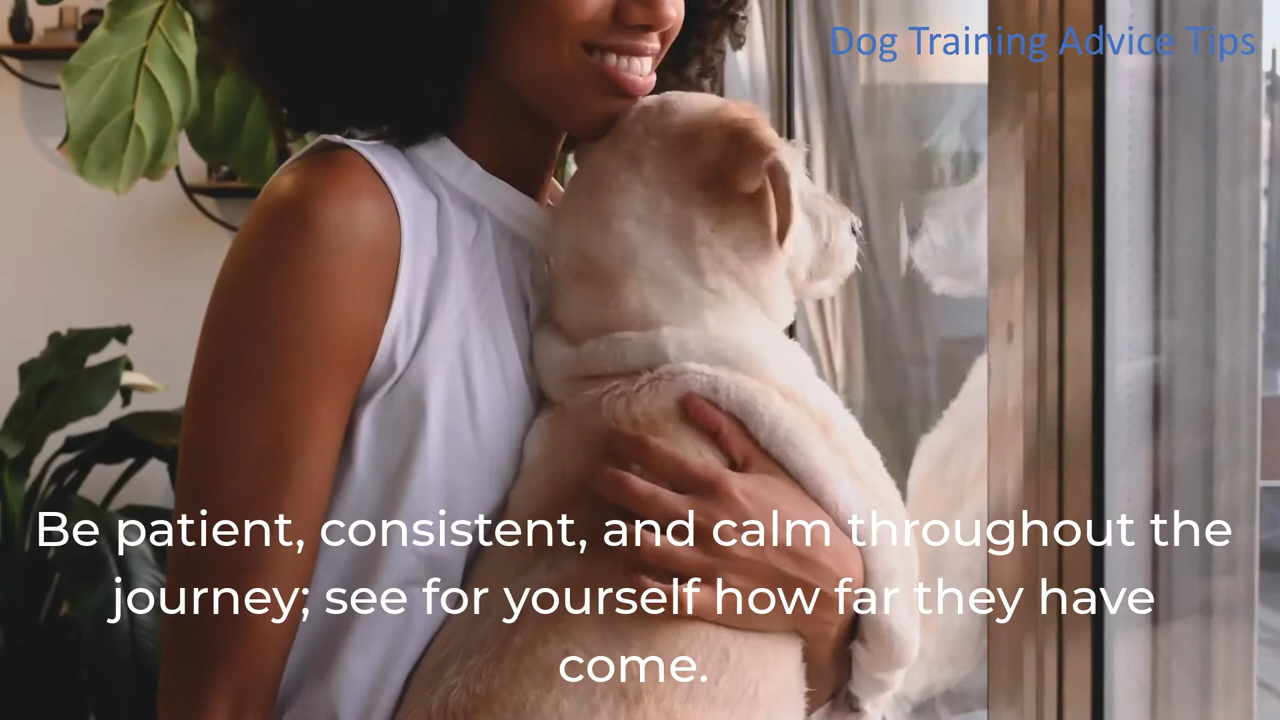 Dog Training Advice Tips
Be patient, consistent, and calm throughout the
journey; see for yourself how far they have
come.